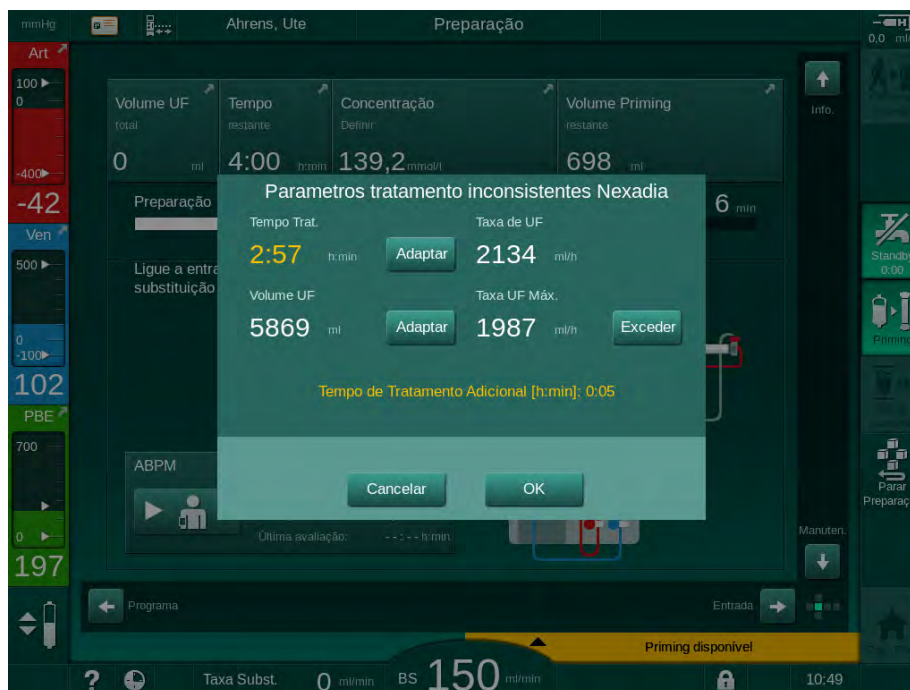 mmHg
Ahrens, Ute
Preparação
0,0 ml/
Art
100
0
-400
-42
Ven
500
0
-100
102
PBE
700
0
197
Volume UF
total
0 ml
Tempo
restante
4:00 h:min
Concentração
Definir
139,2 mmol/l
Volume Priming
restante
698 ml
Info.
Preparação
6 min
Ligue a entra
substituição
Parametros tratamento inconsistentes Nexadia
Tempo Trat.
Taxa de UF
2:57 h:min
Adaptar
2134 ml/h
Volume UF
Taxa UF Máx.
5869 ml
Adaptar
1987 ml/h
Exceder
Tempo de Tratamento Adicional [h:min]: 0:05
Cancelar
OK
ABPM
Última avaliação: --:-- h:min
Standby
0:00
Priming
Parar
Preparaç
Manuten.
Programa
Entrada
Priming disponível
?
Taxa Subst. 0 ml/min
BS 150 ml/min
10:49